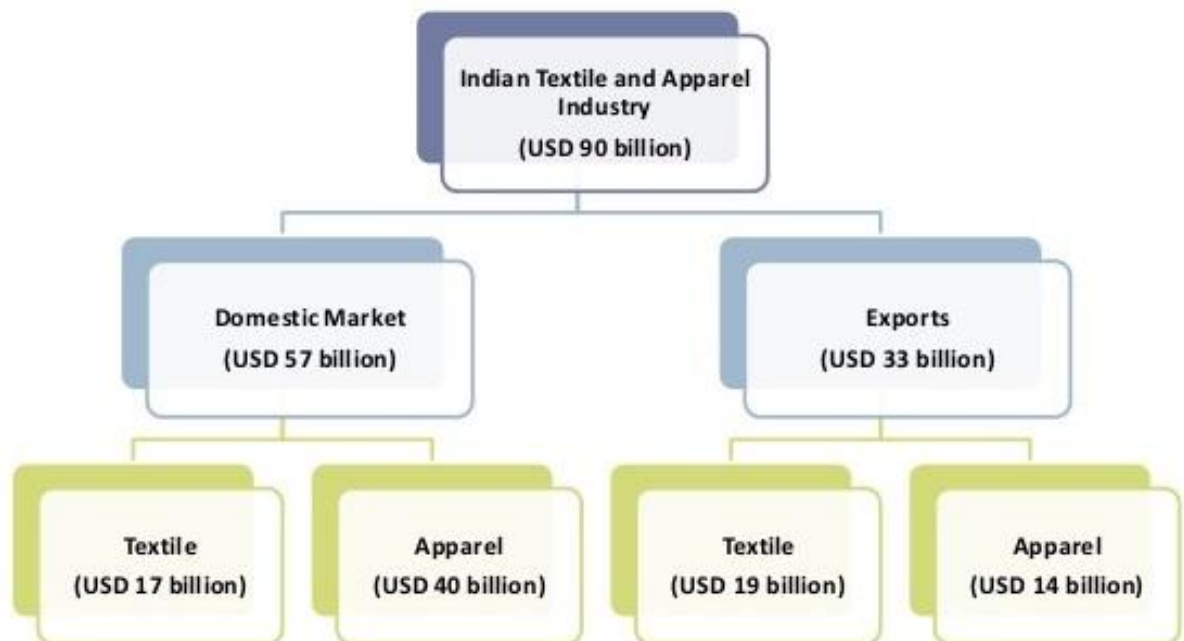 Indian Textile and Apparel
Industry
(USD 90 billion)
Domestic Market
(USD 57 billion)
Exports
(USD 33 billion)
Textile
(USD 17 billion)
Apparel
(USD 40 billion)
Textile
(USD 19 billion)
Apparel
(USD 14 billion)